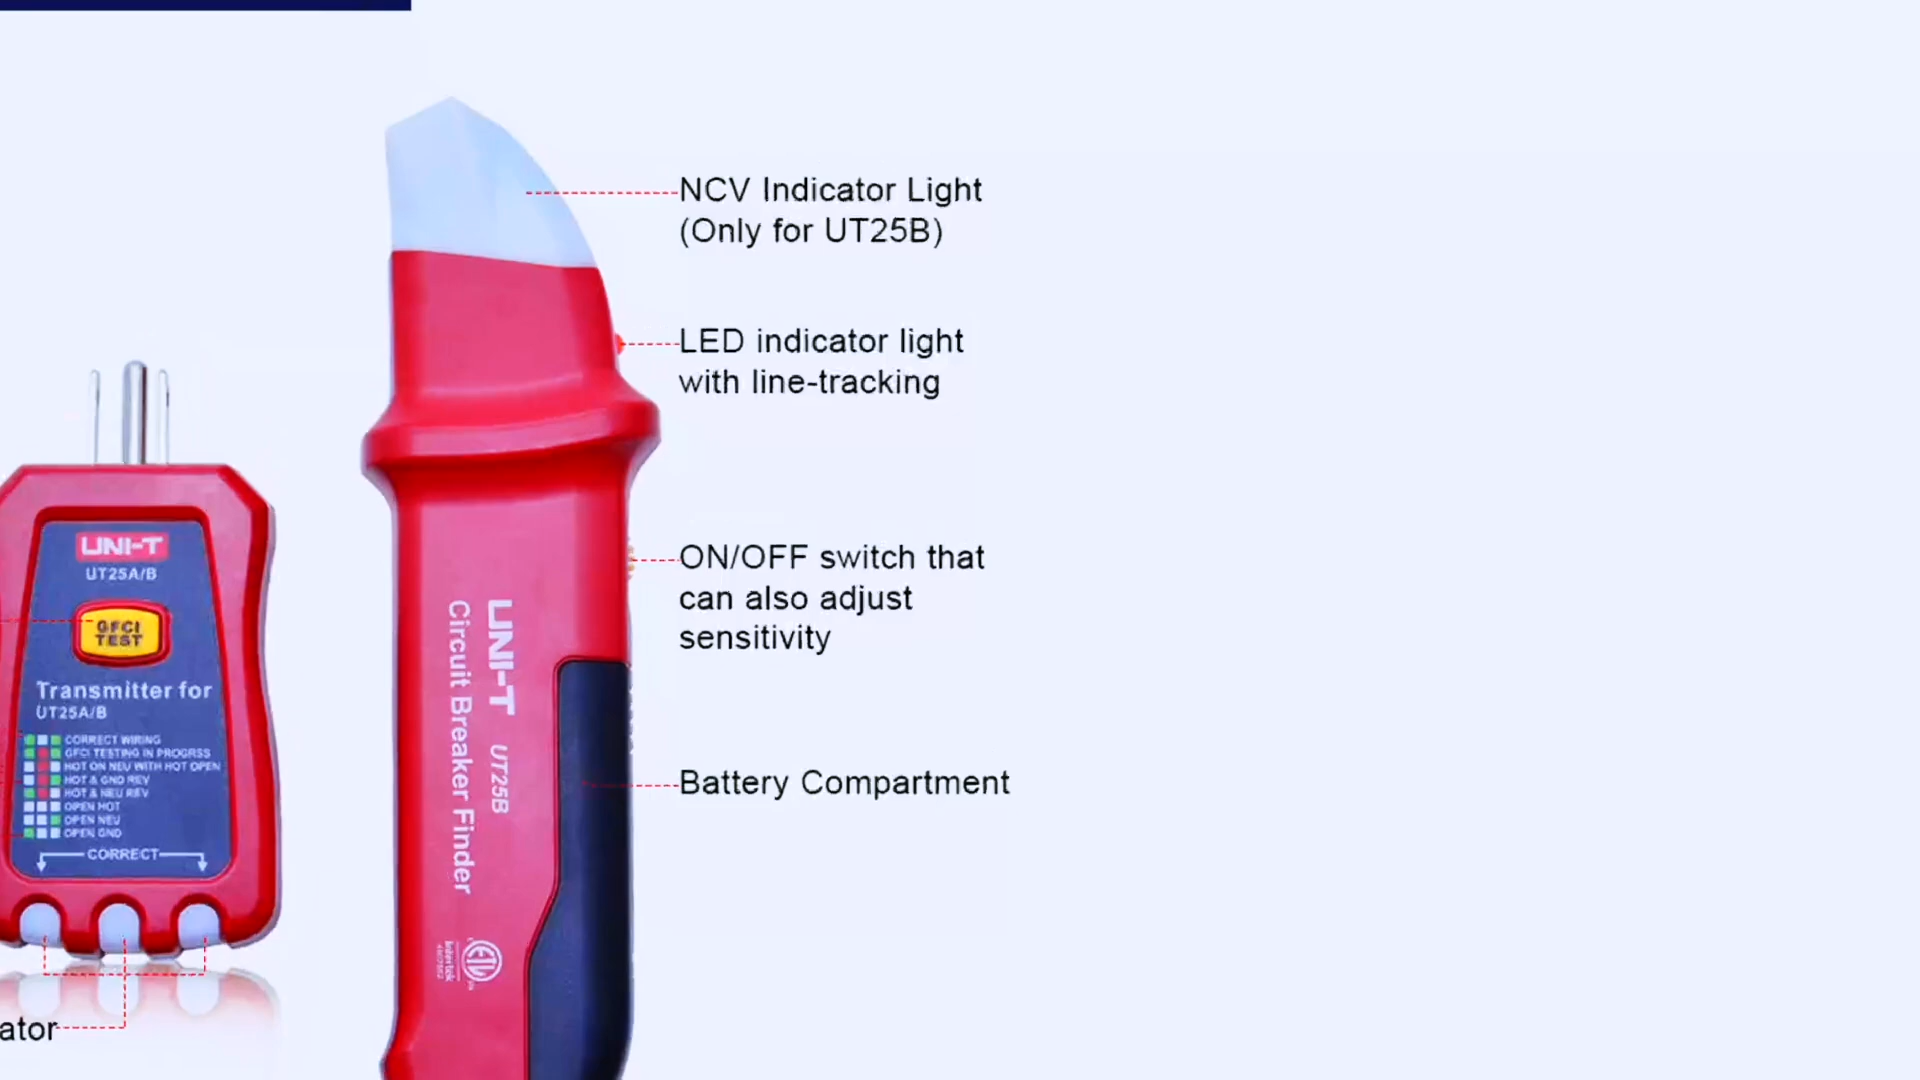 NCV Indicator Light
(Only for UT25B)
LED indicator light
with line-tracking
ON/OFF switch that
can also adjust
sensitivity
Battery Compartment
UNI-T
UT25A/B
GFCI
TEST
Transmitter for
UT25A/B
CORRECT WIRING
GFCI TESTING IN PROGRSS
HOT ON NEU WITH HOT OPEN
HOT & GND REV
HOT & NEU REV
OPEN HOT
OPEN NEU
OPEN GND
CORRECT
ator
UNI-T UT25B
Circuit Breaker Finder
ETL
Intertek